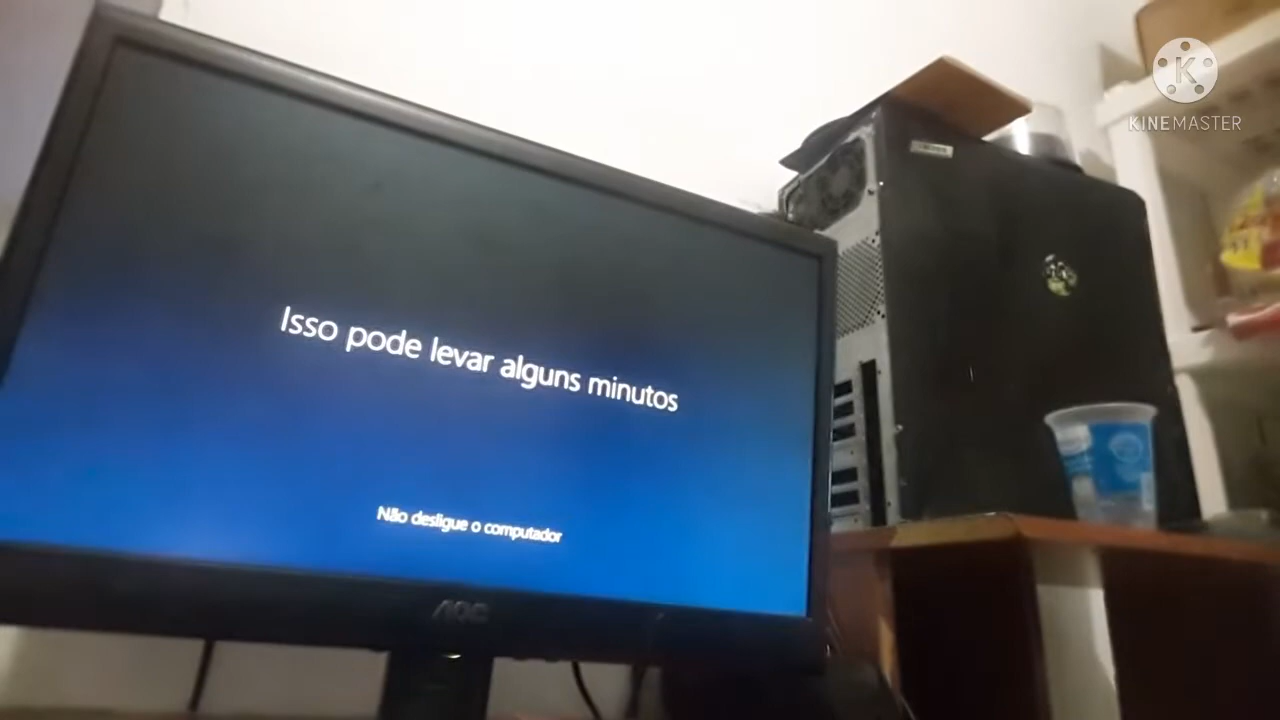 KINEMASTER
Isso pode levar alguns minutos
Não desligue o computador
AOC